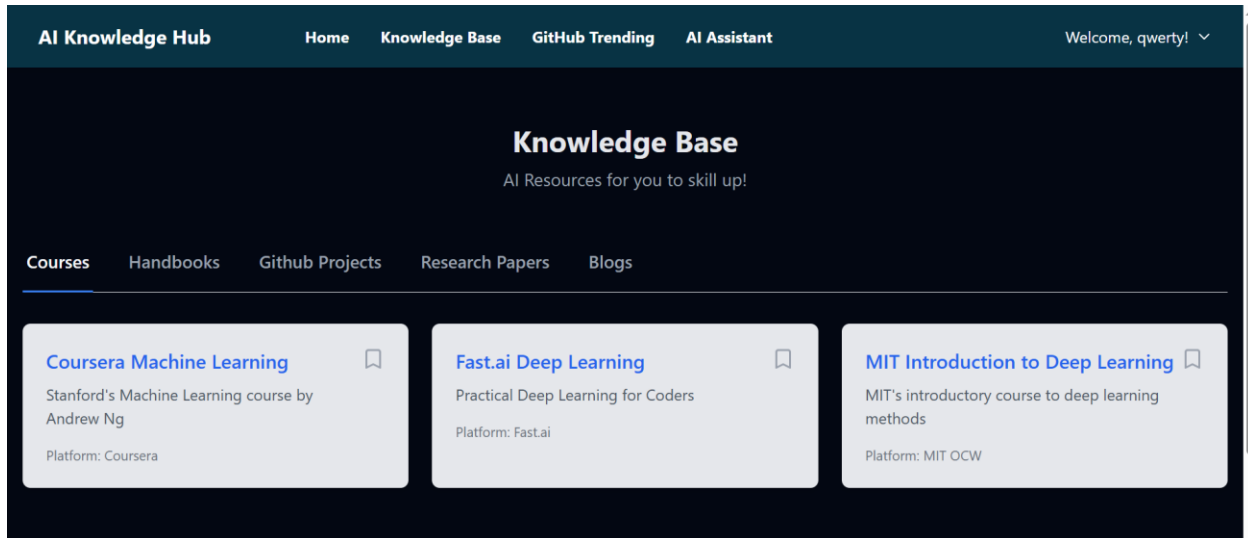 AI Knowledge Hub Home Knowledge Base GitHub Trending AI Assistant Welcome, qwerty!
Knowledge Base
AI Resources for you to skill up!
Courses Handbooks Github Projects Research Papers Blogs
Coursera Machine Learning
Stanford's Machine Learning course by
Andrew Ng
Platform: Coursera
Fast.ai Deep Learning
Practical Deep Learning for Coders
Platform: Fast.ai
MIT Introduction to Deep Learning
MIT's introductory course to deep learning
methods
Platform: MIT OCW